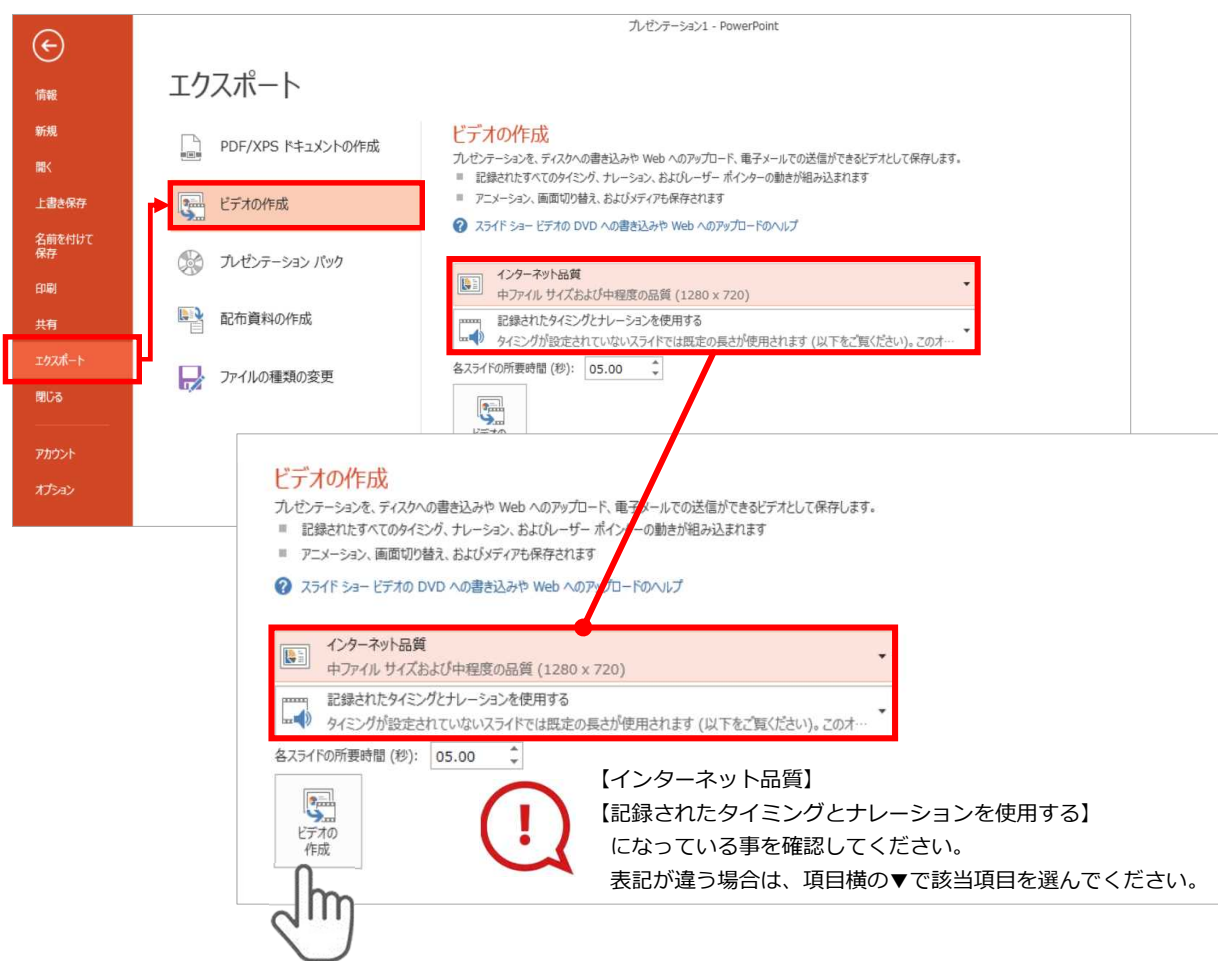 プレゼンテーション1 - PowerPoint
情報
新規
開く
上書き保存
名前を付けて
保存
印刷
共有
エクスポート
閉じる
アカウント
オプション
エクスポート
PDF/XPS ドキュメントの作成
ビデオの作成
プレゼンテーション パック
配布資料の作成
ファイルの種類の変更
ビデオの作成
プレゼンテーションを、ディスクへの書き込みや Web へのアップロード、電子メールでの送信ができるビデオとして保存します。
記録されたすべてのタイミング、ナレーション、およびレーザー ポインターの動きが組み込まれます
アニメーション、画面切り替え、およびメディアも保存されます
スライド ショー ビデオの DVD への書き込みや Web へのアップロードのヘルプ
インターネット品質
中ファイル サイズおよび中程度の品質 (1280 x 720)
記録されたタイミングとナレーションを使用する
タイミングが設定されていないスライドでは既定の長さが使用されます (以下をご覧ください)。このオ…
各スライドの所要時間 (秒): 05.00
ビデオの
ビデオの作成
プレゼンテーションを、ディスクへの書き込みや Web へのアップロード、電子メールでの送信ができるビデオとして保存します。
記録されたすべてのタイミング、ナレーション、およびレーザー ポインターの動きが組み込まれます
アニメーション、画面切り替え、およびメディアも保存されます
スライド ショー ビデオの DVD への書き込みや Web へのアップロードのヘルプ
インターネット品質
中ファイル サイズおよび中程度の品質 (1280 x 720)
記録されたタイミングとナレーションを使用する
タイミングが設定されていないスライドでは既定の長さが使用されます (以下をご覧ください)。このオ…
各スライドの所要時間 (秒): 05.00
ビデオの
作成
【インターネット品質】
【記録されたタイミングとナレーションを使用する】
になっている事を確認してください。
表記が違う場合は、項目横の▼で該当項目を選んでください。